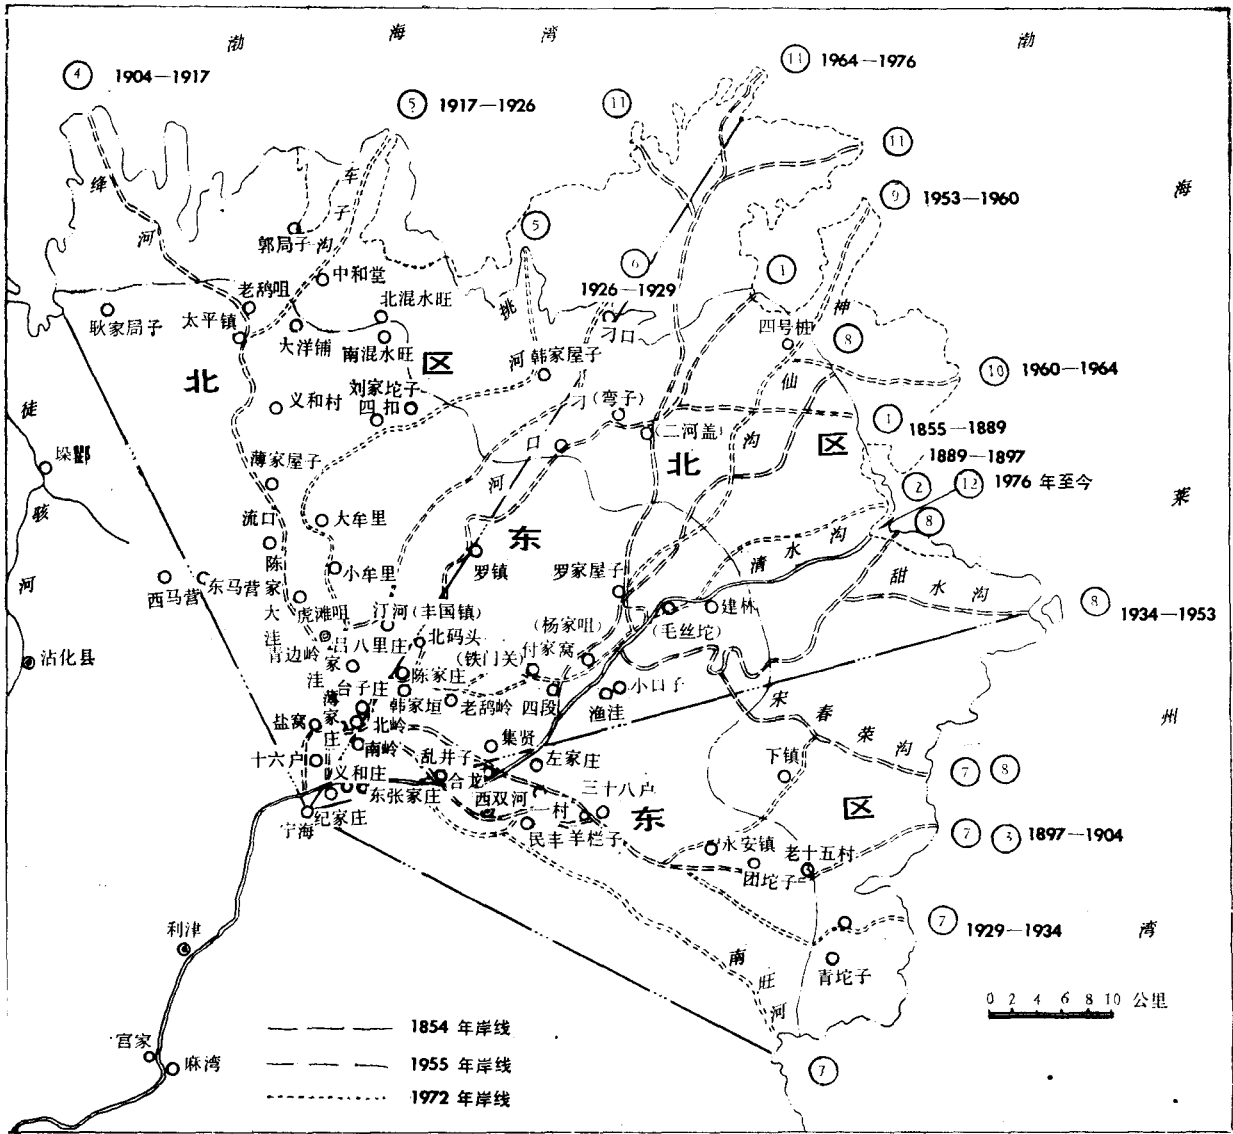 渤 海 湾 渤
④ 1904—1917
⑤ 1917—1926
⑪
⑪ 1964—1976
⑪
⑨ 1953—1960
海
绛
河
车
子
沟
郭局子
⑤
⑥
1926—1929
①
中和堂
老鸹咀
太平镇
耿家局子
大洋铺
北混水旺
南混水旺
挑
河
刁口
韩家屋子
四号桩
神
仙
沟
⑧
⑩ 1960—1964
北 区
刘家坨子
四扣
义和村
刁
口
河
(弯子)
(二河盖)
北 区
① 1855—1889
1889—1897
② ⑫ 1976 年至今
⑧
莱
徒
骇
河
垛
薄家屋子
流口
大牟里
小牟里
东
罗镇
罗家屋子
清 水 沟
甜 水 沟
⑧ 1934—1953
西马营
东马营
陈
家
大
洼
虎滩咀
汀河(丰国镇)
北码头
(杨家咀)
(毛丝坨)
建林
沾化县
青边岭
吕
家
洼
八里庄
(铁门关)
付家窝
陈家庄
台子庄
韩家垣
老鸹岭
四段
渔洼
小口子
盐窝
薄
家
庄
北岭
南岭
十六户
义和庄
乱井子
集贤
合龙
左家庄
东张家庄
纪家庄
宁海
西双河
一村
民丰
羊栏子
三十八户
东 区
下镇
宋 春 荣 沟
⑦ ⑧
州
永安镇
团坨子
老十五村
⑦ ③ 1897—1904
⑦ 1929—1934
湾
南
旺
河
青坨子
⑦
利津
宫家
麻湾
0 2 4 6 8 10 公里
1854 年岸线
1955 年岸线
1972 年岸线